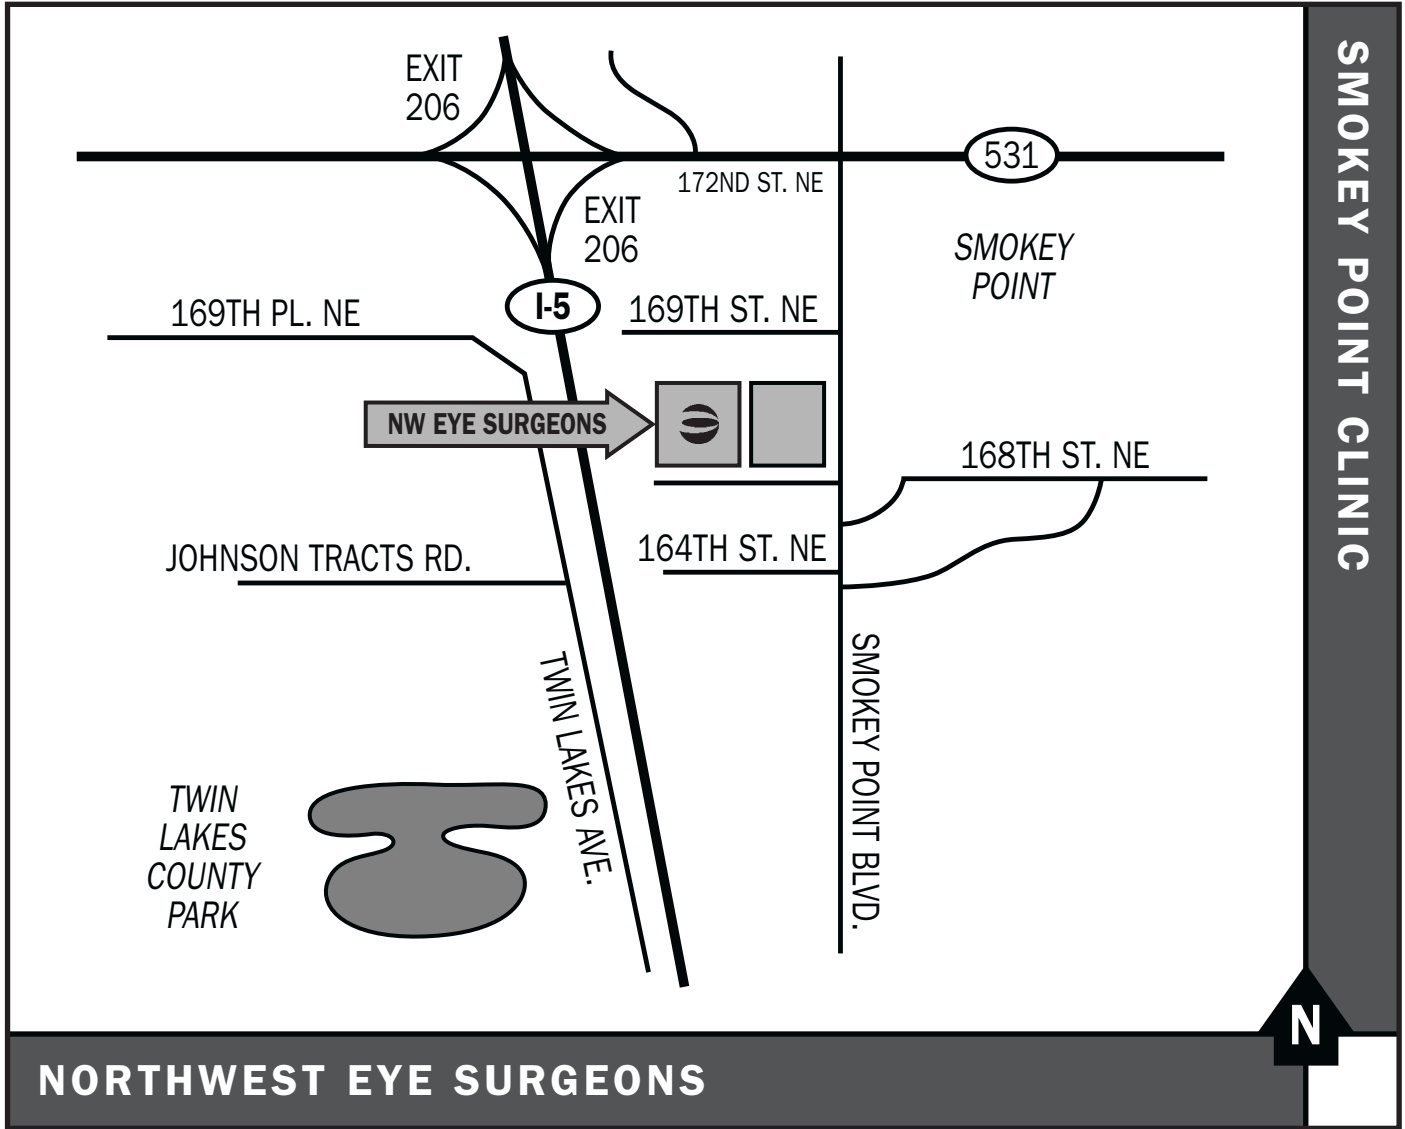 EXIT
206
531
172ND ST. NE
EXIT
206
SMOKEY
POINT
I-5
169TH PL. NE
169TH ST. NE
NW EYE SURGEONS
168TH ST. NE
JOHNSON TRACTS RD.
164TH ST. NE
TWIN LAKES AVE.
SMOKEY POINT BLVD.
TWIN
LAKES
COUNTY
PARK
SMOKEY POINT CLINIC
N
NORTHWEST EYE SURGEONS